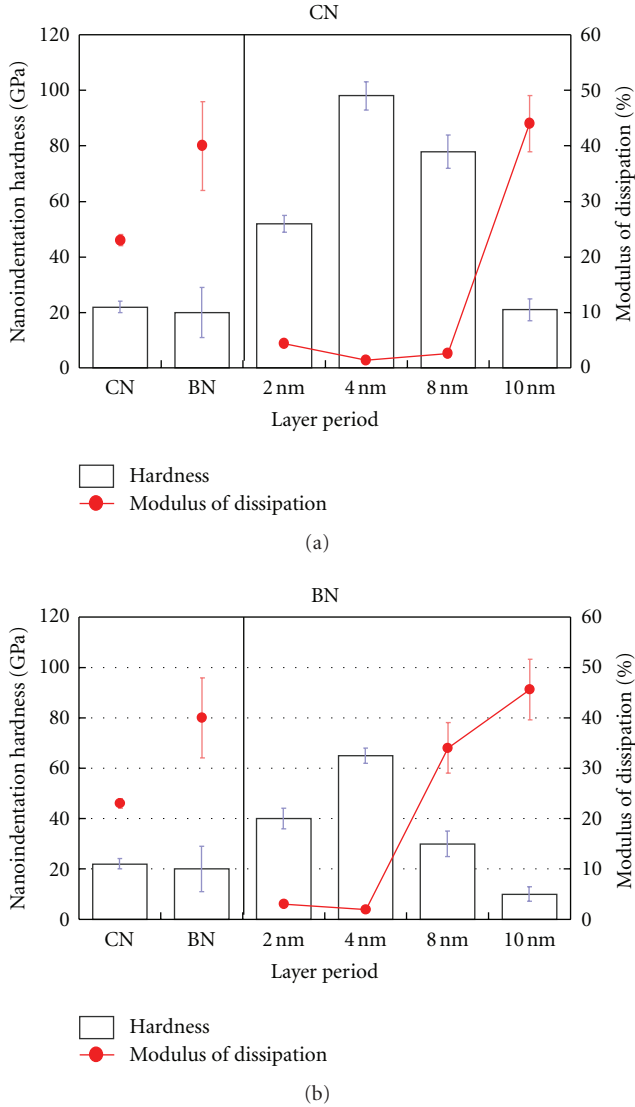 CN
Nanoindentation hardness (GPa)
120
100
80
60
40
20
0
60
50
40
30
20
10
0
Modulus of dissipation (%)
CN BN 2 nm 4 nm 8 nm 10 nm
Layer period
Hardness
Modulus of dissipation
(a)
BN
Nanoindentation hardness (GPa)
120
100
80
60
40
20
0
60
50
40
30
20
10
0
Modulus of dissipation (%)
CN BN 2 nm 4 nm 8 nm 10 nm
Layer period
Hardness
Modulus of dissipation
(b)